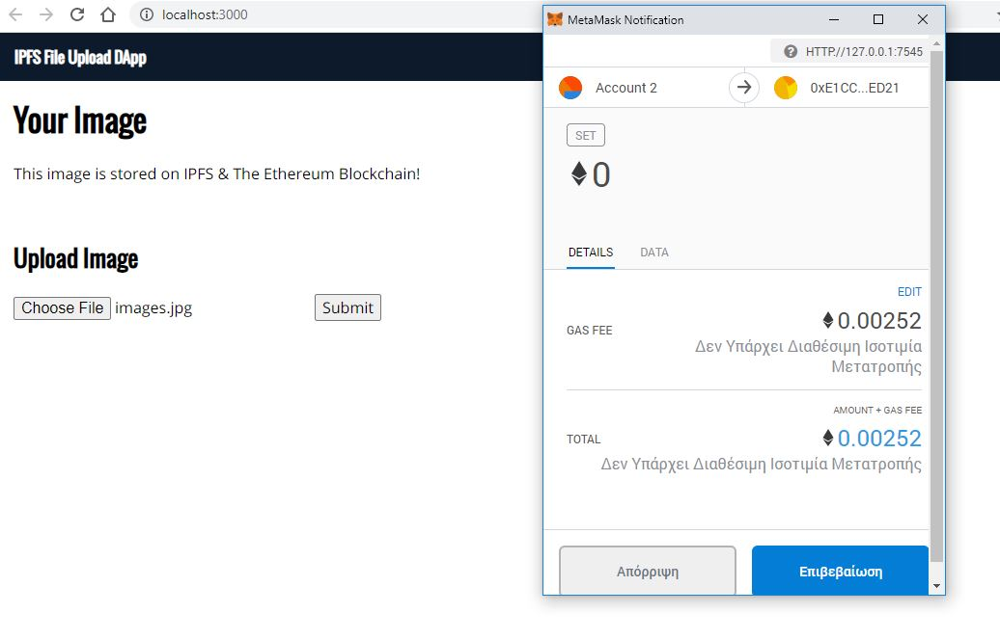 localhost:3000
IPFS File Upload DApp
Your Image
This image is stored on IPFS & The Ethereum Blockchain!
Upload Image
Choose File images.jpg Submit
MetaMask Notification
HTTP://127.0.0.1:7545
Account 2 0xE1CC...ED21
SET
0
DETAILS DATA
EDIT
GAS FEE 0.00252
Δεν Υπάρχει Διαθέσιμη Ισοτιμία
Μετατροπής
AMOUNT + GAS FEE
TOTAL 0.00252
Δεν Υπάρχει Διαθέσιμη Ισοτιμία Μετατροπής
Απόρριψη Επιβεβαίωση